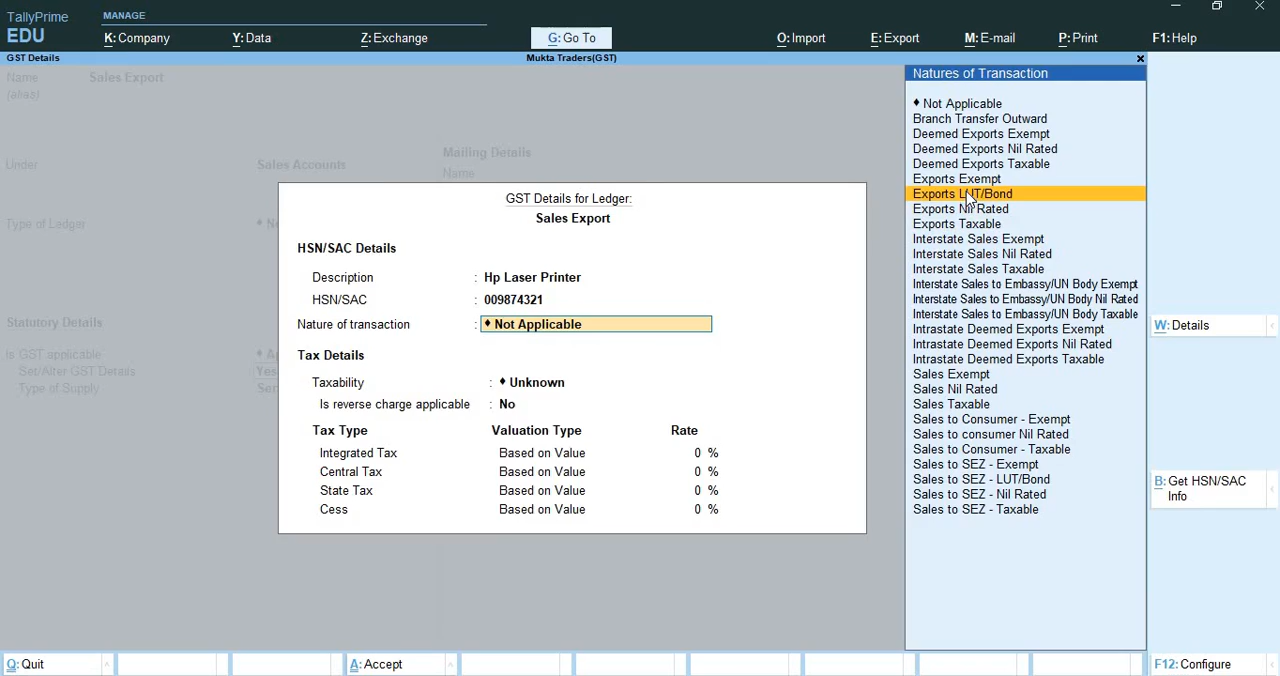 TallyPrime
EDU
MANAGE
K: Company
Y: Data
Z: Exchange
G: Go To
O: Import
E: Export
M: E-mail
P: Print
F1: Help
GST Details
Mukta Traders(GST)
Name
Sales Export
(alias)
Under
Sales Accounts
Mailing Details
Name
Type of Ledger
Statutory Details
Is GST applicable
Set/Alter GST Details
Yes
Type of Supply
GST Details for Ledger:
Sales Export
HSN/SAC Details
Description : Hp Laser Printer
HSN/SAC : 009874321
Nature of transaction : ♦ Not Applicable
Tax Details
Taxability : ♦ Unknown
Is reverse charge applicable : No
Tax Type Valuation Type Rate
Integrated Tax Based on Value 0 %
Central Tax Based on Value 0 %
State Tax Based on Value 0 %
Cess Based on Value 0 %
Natures of Transaction
♦ Not Applicable
Branch Transfer Outward
Deemed Exports Exempt
Deemed Exports Nil Rated
Deemed Exports Taxable
Exports Exempt
Exports LUT/Bond
Exports Nil Rated
Exports Taxable
Interstate Sales Exempt
Interstate Sales Nil Rated
Interstate Sales Taxable
Interstate Sales to Embassy/UN Body Exempt
Interstate Sales to Embassy/UN Body Nil Rated
Interstate Sales to Embassy/UN Body Taxable
Intrastate Deemed Exports Exempt
Intrastate Deemed Exports Nil Rated
Intrastate Deemed Exports Taxable
Sales Exempt
Sales Nil Rated
Sales Taxable
Sales to Consumer - Exempt
Sales to consumer Nil Rated
Sales to Consumer - Taxable
Sales to SEZ - Exempt
Sales to SEZ - LUT/Bond
Sales to SEZ - Nil Rated
Sales to SEZ - Taxable
W: Details
B: Get HSN/SAC
Info
Q: Quit
A: Accept
F12: Configure